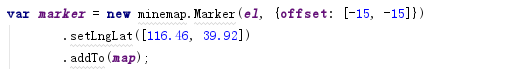 var marker = new minemap.Marker(el, {offset: [-15, -15]})
.setLngLat([116.46, 39.92])
.addTo(map);